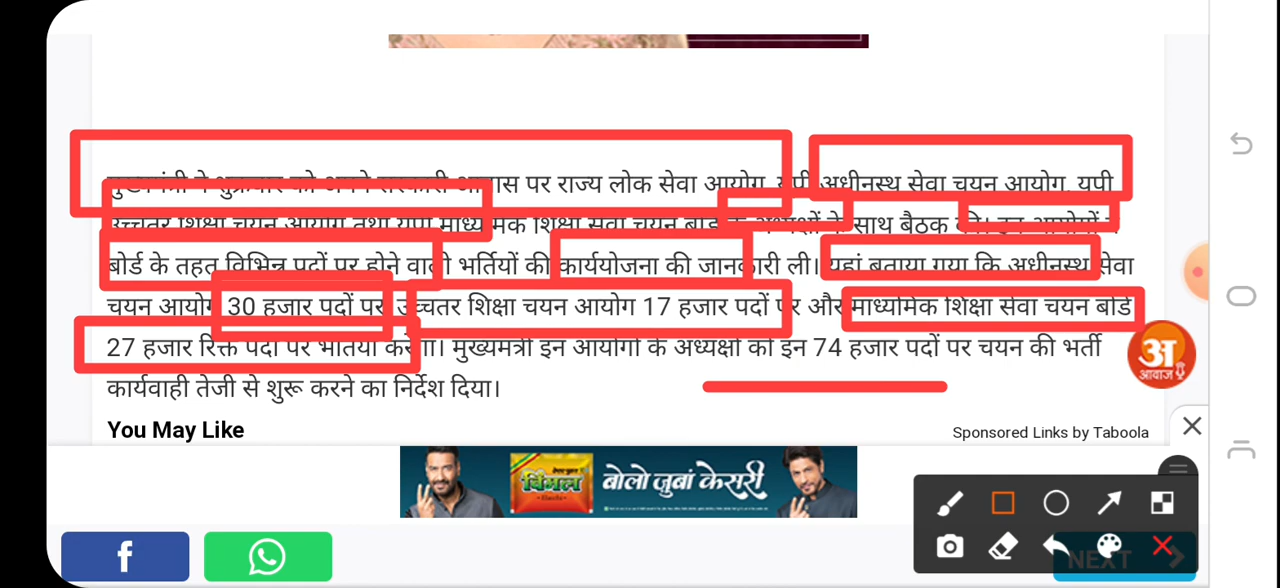 मुख्यमंत्री ने शुक्रवार को अपने सरकारी आवास पर राज्य लोक सेवा आयोग, यूपी अधीनस्थ सेवा चयन आयोग, यूपी
उच्चतर शिक्षा चयन आयोग तथा यूपी माध्यमिक शिक्षा सेवा चयन बोर्ड के अध्यक्षों के साथ बैठक की। इन आयोगों व
बोर्ड के तहत विभिन्न पदों पर होने वाली भर्तियों की कार्ययोजना की जानकारी ली। यहां बताया गया कि अधीनस्थ सेवा
चयन आयोग 30 हजार पदों पर उच्चतर शिक्षा चयन आयोग 17 हजार पदों पर और माध्यमिक शिक्षा सेवा चयन बोर्ड
27 हजार रिक्त पदों पर भर्तियां करेगा। मुख्यमंत्री इन आयोगों के अध्यक्षों को इन 74 हजार पदों पर चयन की भर्ती
कार्यवाही तेजी से शुरू करने का निर्देश दिया।
अ
आवाज
You May Like
Sponsored Links by Taboola
विमल
बोलो जुबां केसरी
f
NEXT